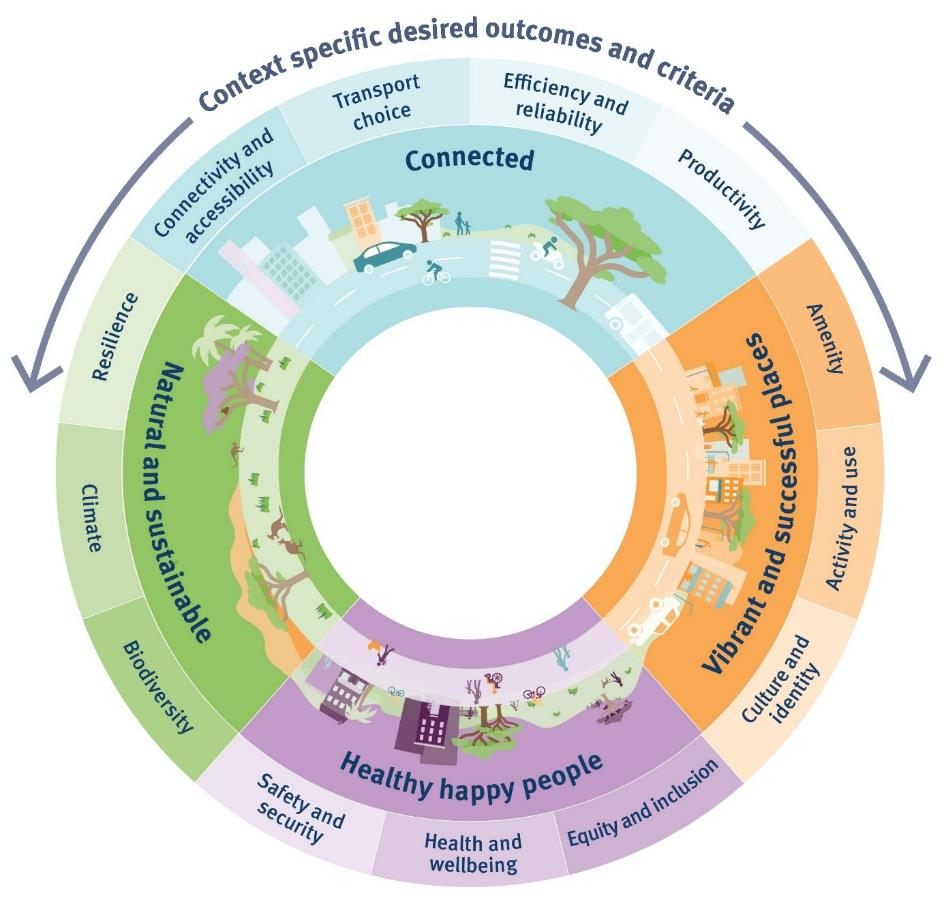 Context specific desired outcomes and criteria
Connectivity and
accessibility
Transport
choice
Efficiency and
reliability
Productivity
Connected
Amenity
Activity and use
Culture and
identity
Vibrant and successful places
Equity and inclusion
Health and
wellbeing
Safety and
security
Healthy happy people
Biodiversity
Climate
Resilience
Natural and sustainable